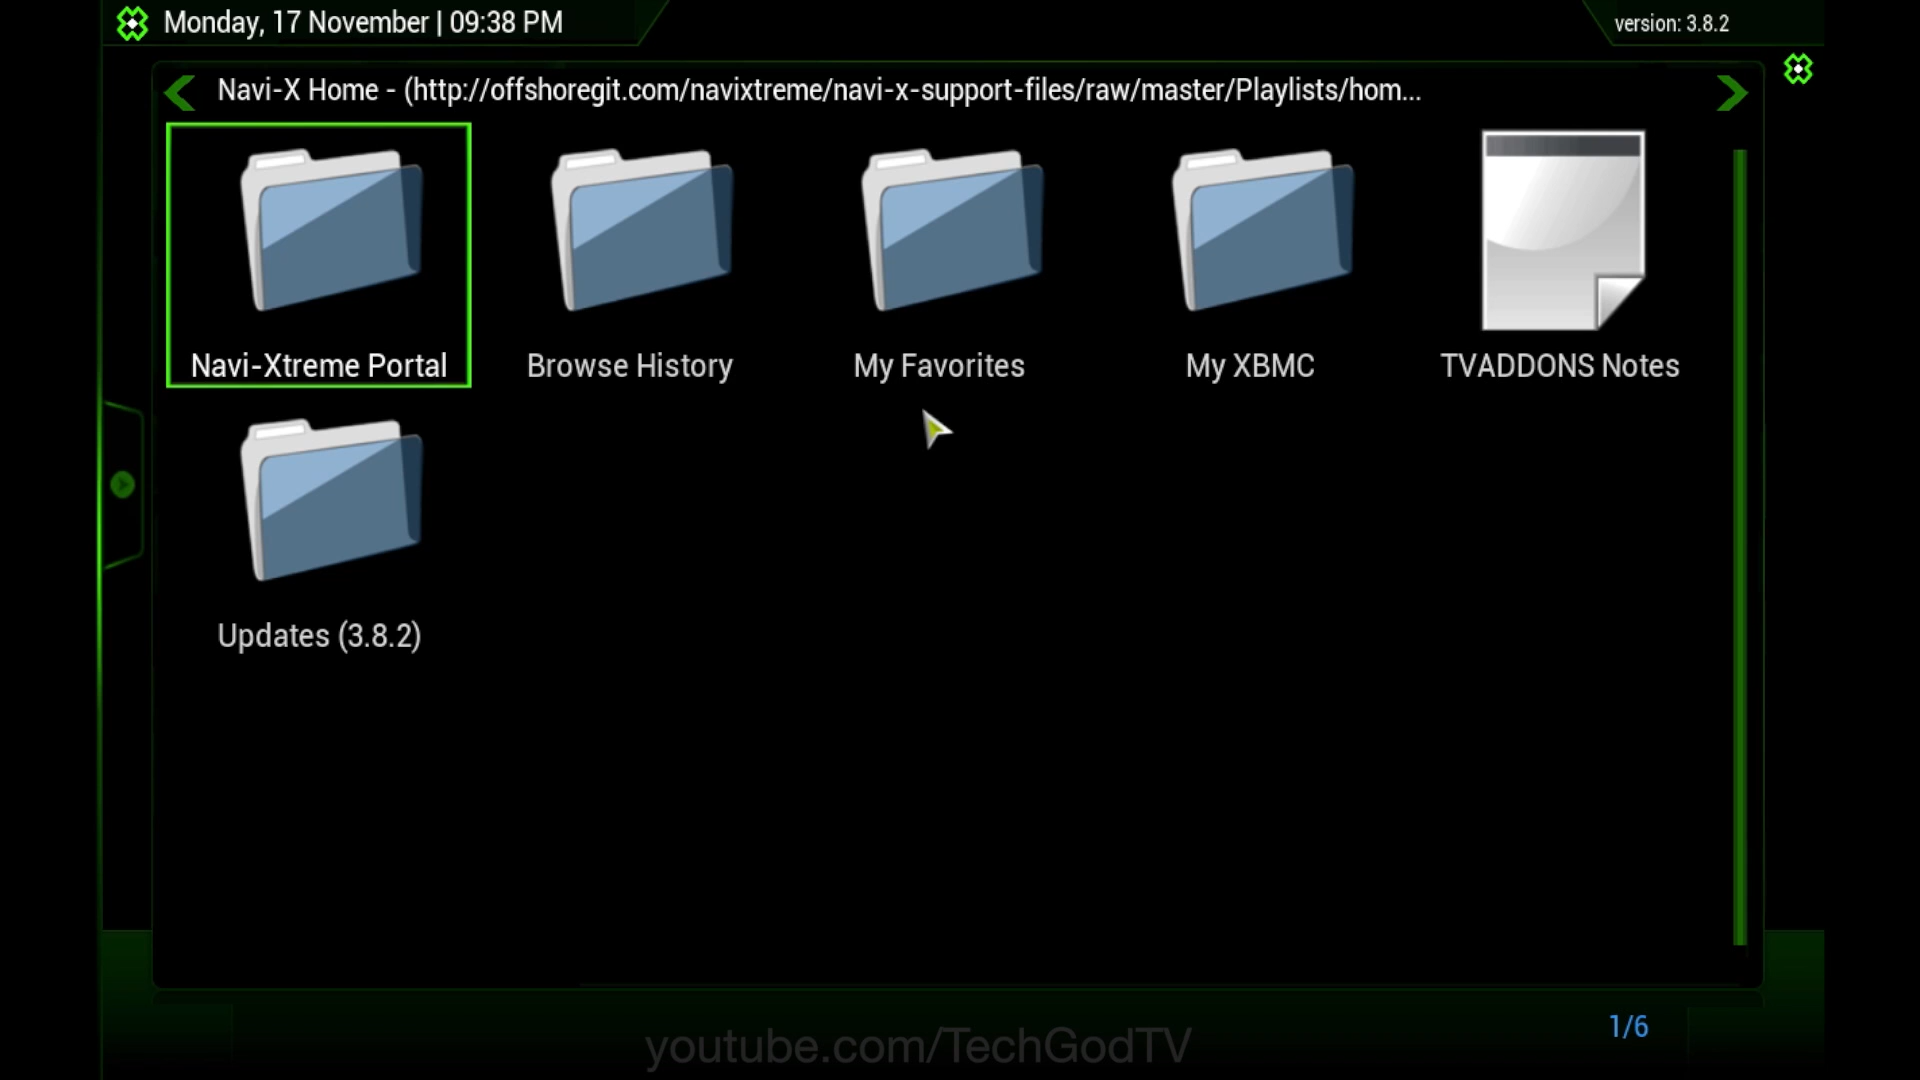 Monday, 17 November | 09:38 PM
version: 3.8.2
Navi-X Home - (http://offshoregit.com/navixtreme/navi-x-support-files/raw/master/Playlists/hom...
Navi-Xtreme Portal
Browse History
My Favorites
My XBMC
TVADDONS Notes
Updates (3.8.2)
1/6
youtube.com/TechGodTV